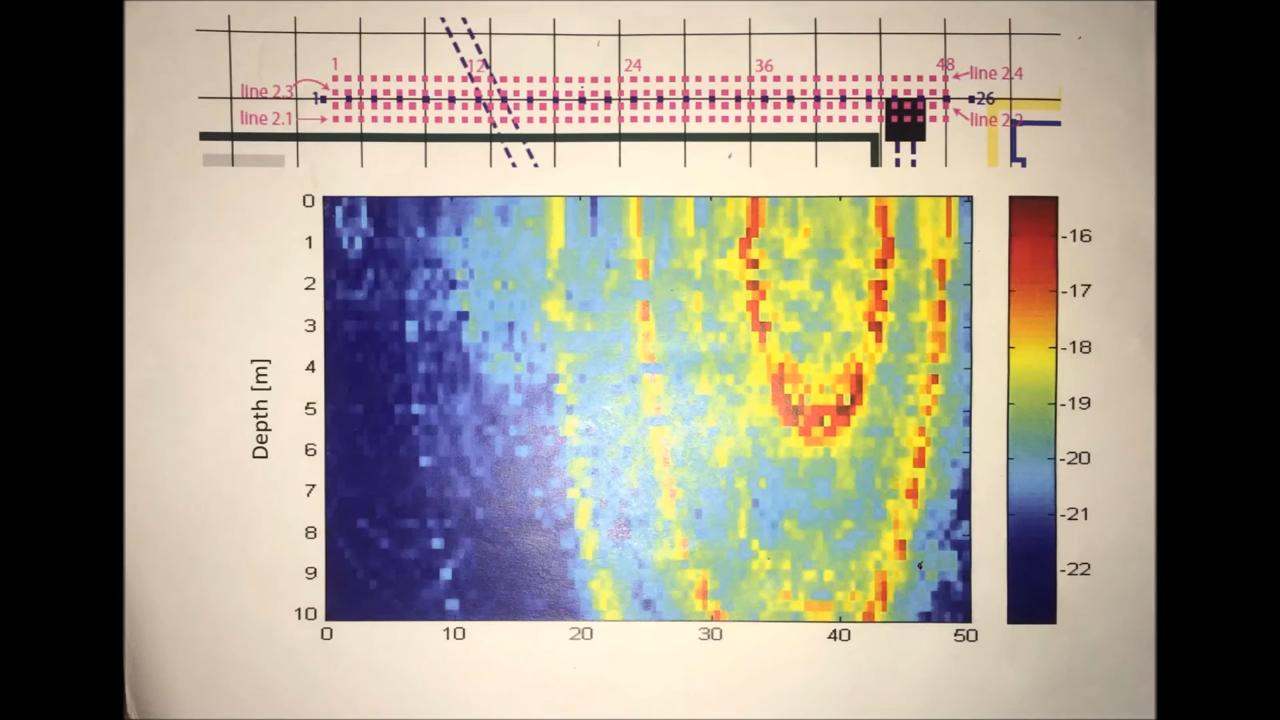 1 12 24 36 48
line 2.4
line 2.3
1 26
line 2.1
line 2.2
0
1
2
3
4
5
6
7
8
9
10
Depth [m]
0 10 20 30 40 50
-16
-17
-18
-19
-20
-21
-22